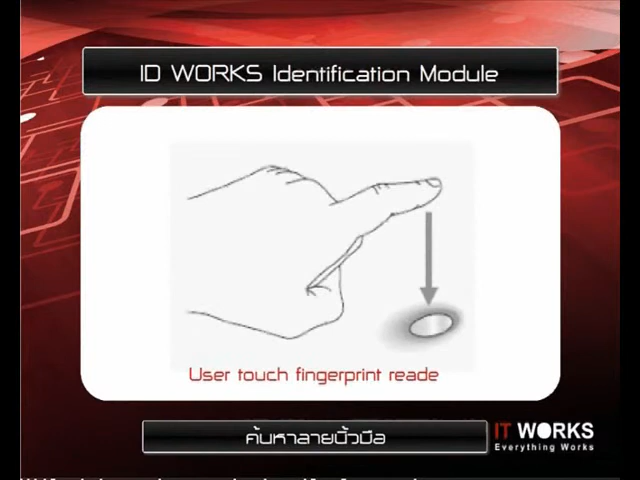 ID WORKS Identification Module
User touch fingerprint reade
ค้นหาลายนิ้วมือ
IT WORKS
Everything Works